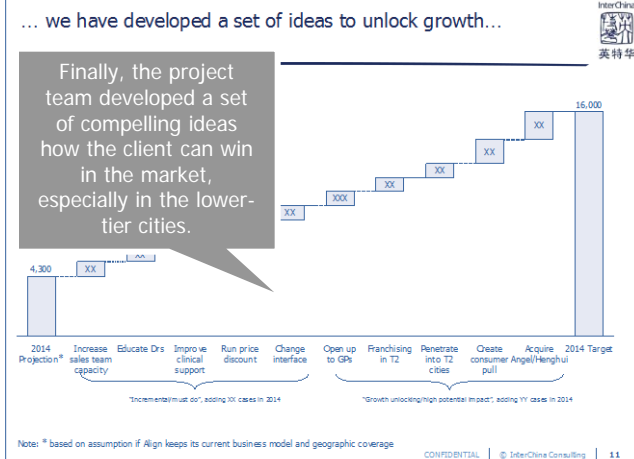 ... we have developed a set of ideas to unlock growth...
InterChina
英特华
Finally, the project
team developed a set
of compelling ideas
how the client can win
in the market,
especially in the lower-
tier cities.
16,000
XX
XX
XX
XX
XXX
XX
XX
XX
4,300
2014
Projection*
Increase
sales team
capacity
Educate Drs
Improve
clinical
support
Run price
discount
Change
interface
Open up
to GPs
Franchising
in T2
Penetrate
into T2
cities
Create
consumer
pull
Acquire
Angel/Henghui
2014 Target
"Incremental/must do", adding XX cases in 2014
"Growth unlocking/high potential impact", adding YY cases in 2014
Note: * based on assumption if Align keeps its current business model and geographic coverage
CONFIDENTIAL | © InterChina Consulting | 11